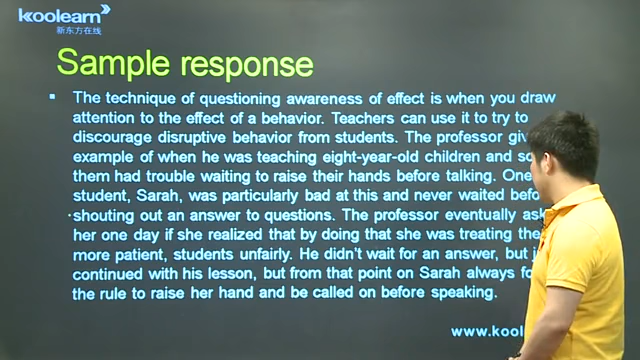 koolearn
新东方在线
Sample response
The technique of questioning awareness of effect is when you draw
attention to the effect of a behavior. Teachers can use it to try to
discourage disruptive behavior from students. The professor
example of when he was teaching eight-year-old children and
them had trouble waiting to raise their hands before talking. One
student, Sarah, was particularly bad at this and never waited
shouting out an answer to questions. The professor eventually
her one day if she realized that by doing that she was treating
more patient, students unfairly. He didn't wait for an answer, but
continued with his lesson, but from that point on Sarah always
the rule to raise her hand and be called on before speaking.
www.koo